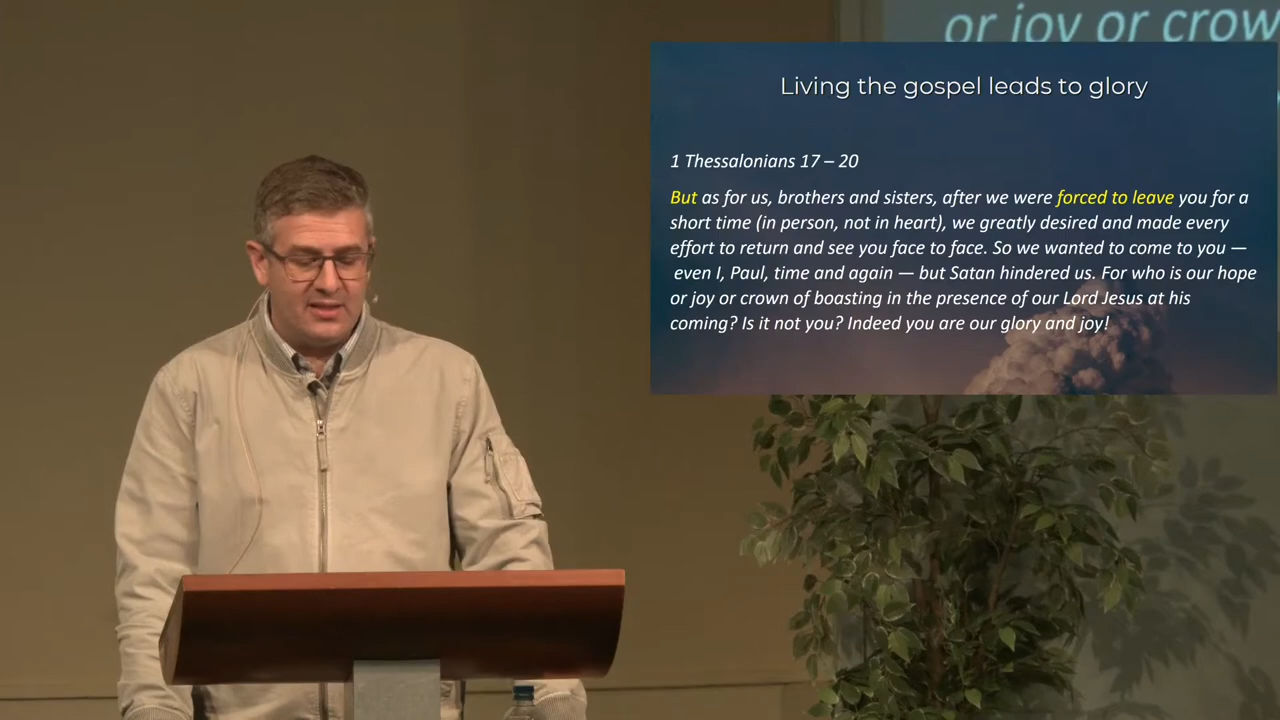 or joy or crow
Living the gospel leads to glory
1 Thessalonians 17 – 20
But as for us, brothers and sisters, after we were forced to leave you for a
short time (in person, not in heart), we greatly desired and made every
effort to return and see you face to face. So we wanted to come to you —
even I, Paul, time and again — but Satan hindered us. For who is our hope
or joy or crown of boasting in the presence of our Lord Jesus at his
coming? Is it not you? Indeed you are our glory and joy!